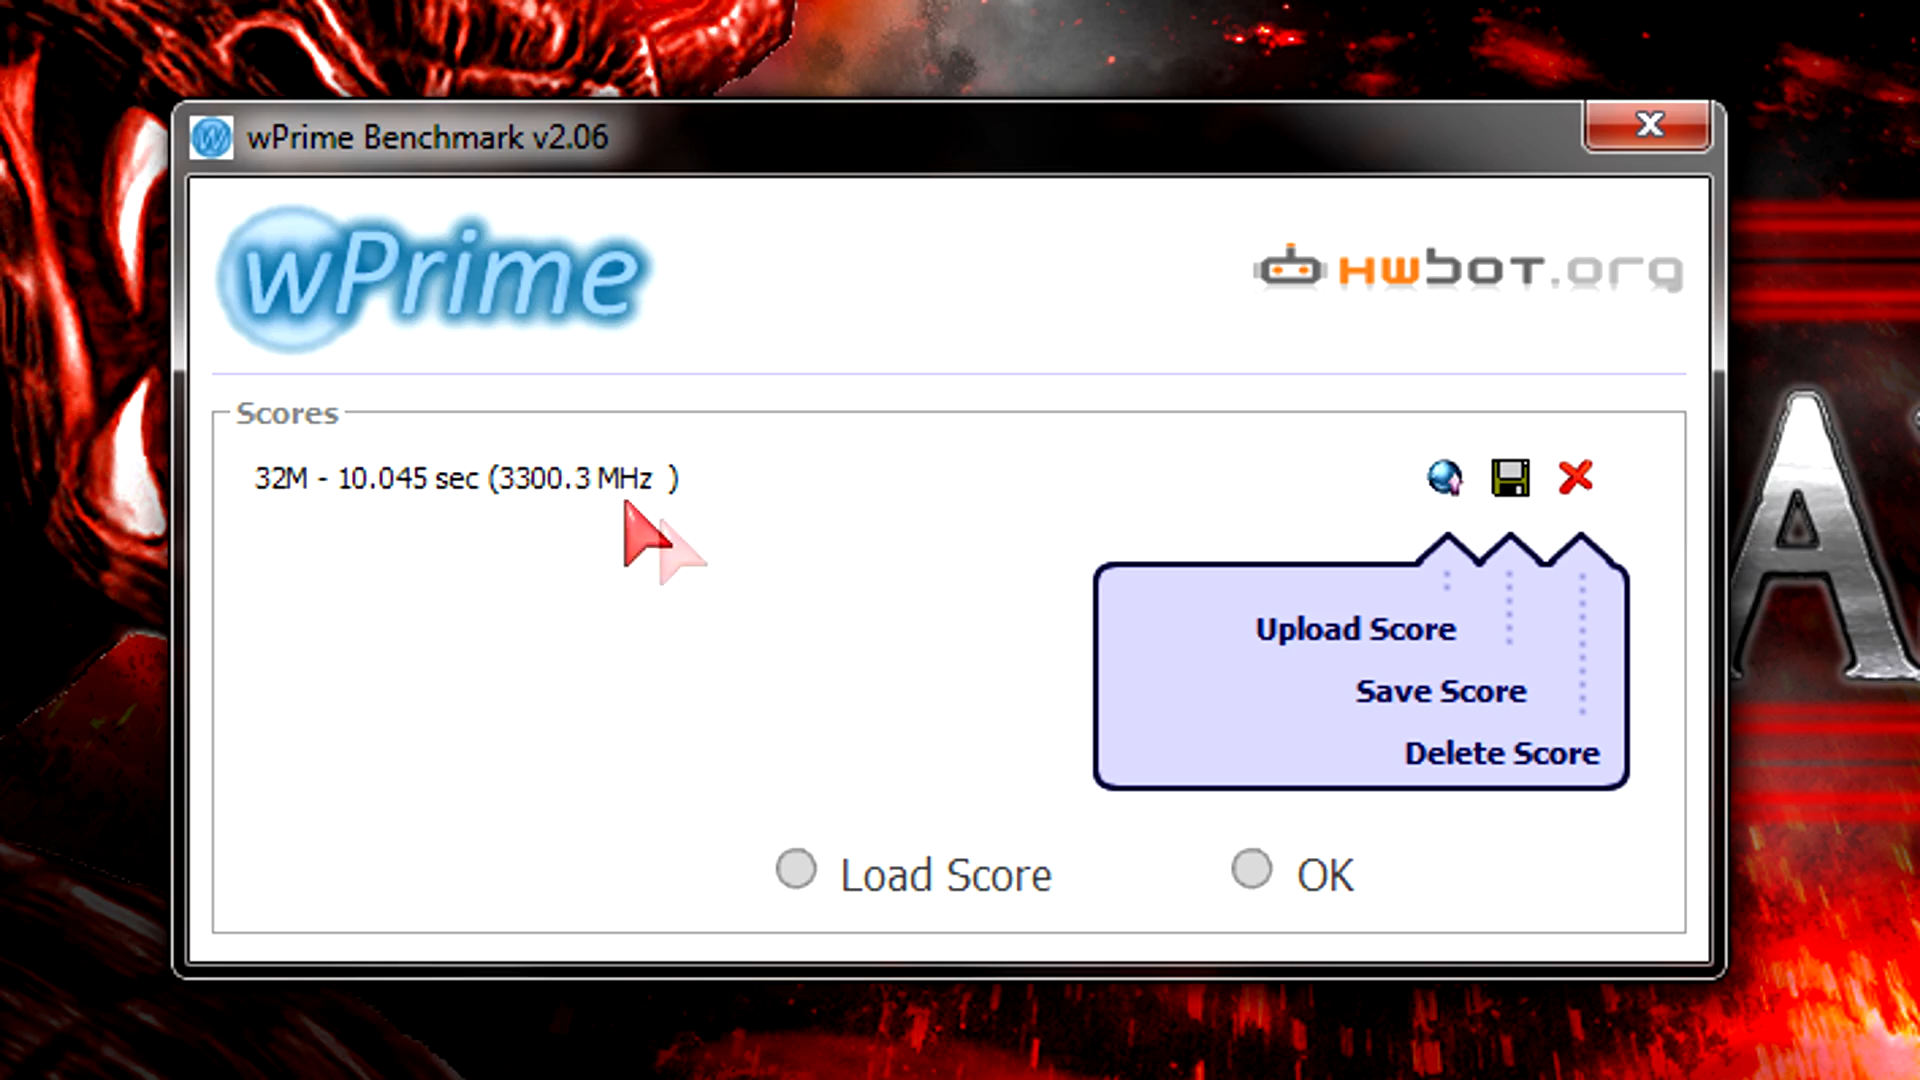 wPrime Benchmark v2.06
wPrime
HWBOT.org
Scores
32M - 10.045 sec (3300.3 MHz )
Upload Score
Save Score
Delete Score
Load Score
OK
A